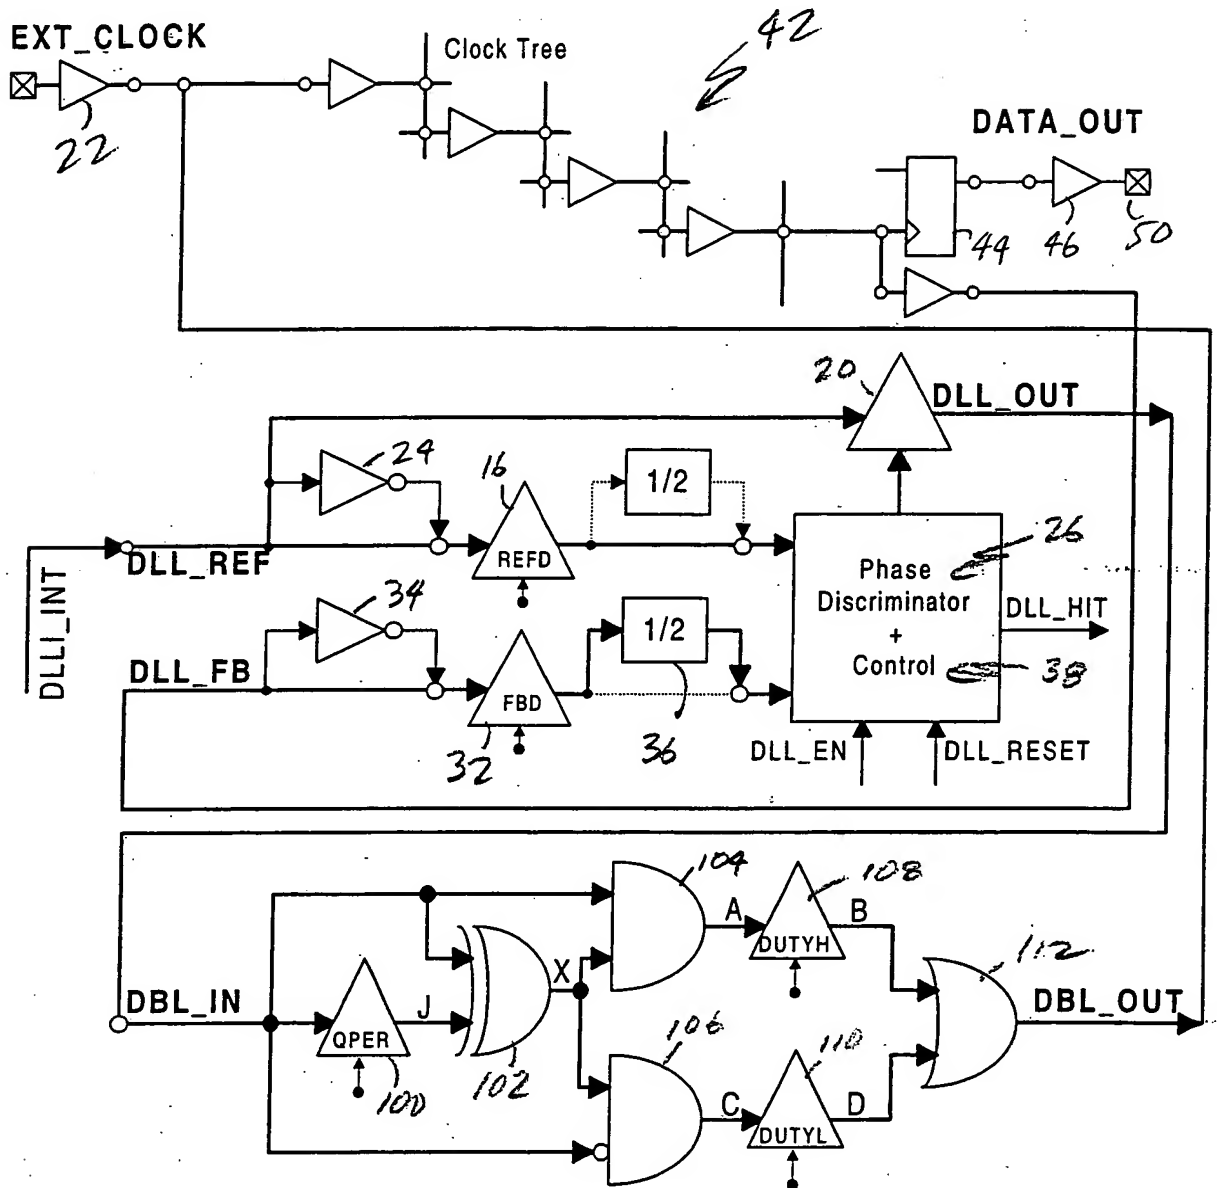 EXT_CLOCK
Clock Tree
42
22
DATA_OUT
44
46
50
20
DLL_OUT
24
16
1/2
REFD
DLL_REF
DLLI_INT
Phase
Discriminator
+
Control
26
38
DLL_HIT
34
1/2
DLL_FB
FBD
32
36
DLL_EN
DLL_RESET
104
A
108
B
DUTYH
X
112
DBL_IN
J
QPER
100
102
DBL_OUT
106
110
C
D
DUTYL